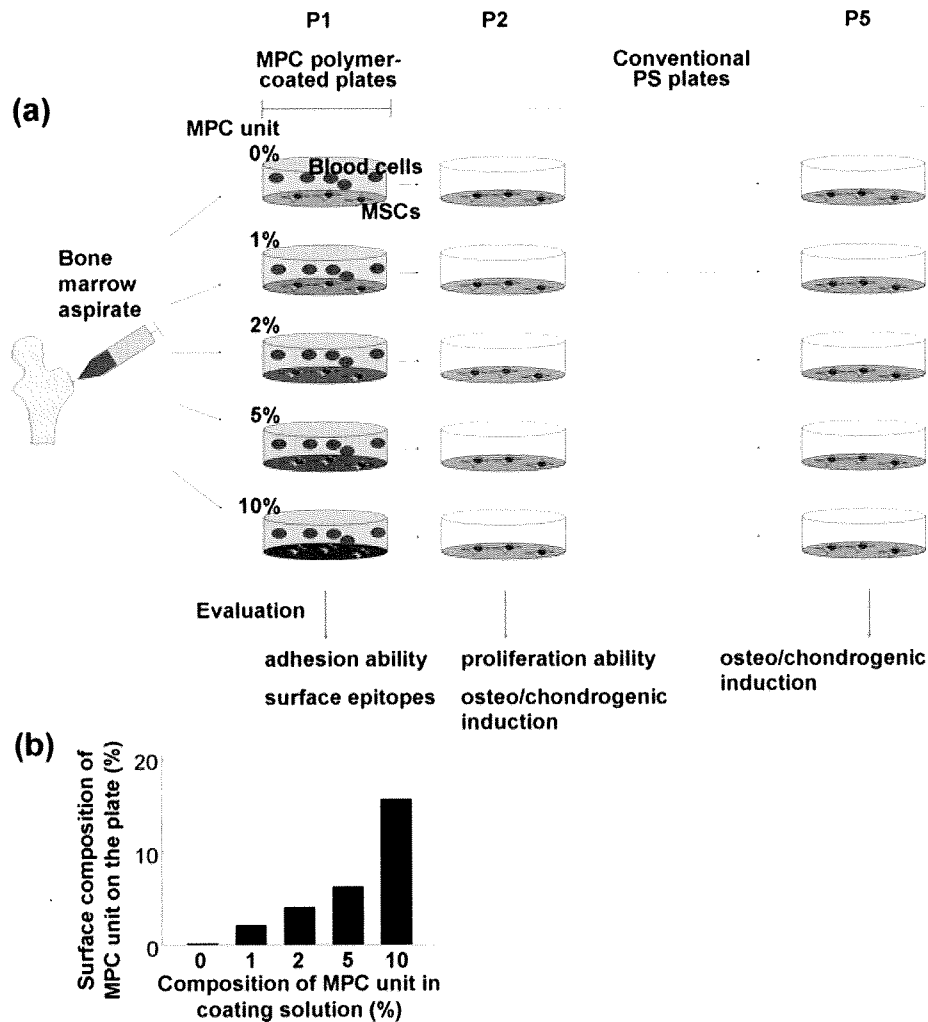 P1
P2
P5
MPC polymer-
coated plates
Conventional
PS plates
(a)
MPC unit
0%
Blood cells
MSCs
1%
Bone
marrow
aspirate
2%
5%
10%
Evaluation
adhesion ability
surface epitopes
proliferation ability
osteo/chondrogenic
induction
osteo/chondrogenic
induction
(b)
Surface composition of
MPC unit on the plate (%)
20
10
0
0 1 2 5 10
Composition of MPC unit in
coating solution (%)